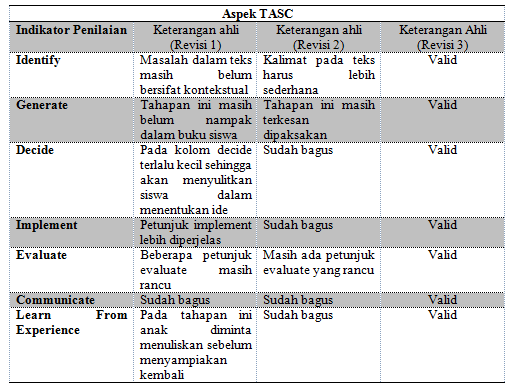 Aspek TASC
Indikator Penilaian Keterangan ahli Keterangan ahli Keterangan Ahli
(Revisi 1) (Revisi 2) (Revisi 3)
Identify Masalah dalam teks Kalimat pada teks Valid
masih belum harus lebih
bersifat kontekstual sederhana
Generate Tahapan ini masih Tahapan ini masih Valid
belum nampak terkesan
dalam buku siswa dipaksakan
Decide Pada kolom decide Sudah bagus Valid
terlalu kecil sehingga
akan menyulitkan
siswa dalam
menentukan ide
Implement Petunjuk implement Sudah bagus Valid
lebih diperjelas
Evaluate Beberapa petunjuk Masih ada petunjuk Valid
evaluate masih evaluate yang rancu
rancu
Communicate Sudah bagus Sudah bagus Valid
Learn From Pada tahapan ini Sudah bagus Valid
Experience anak diminta
menuliskan sebelum
menyampaikan
kembali